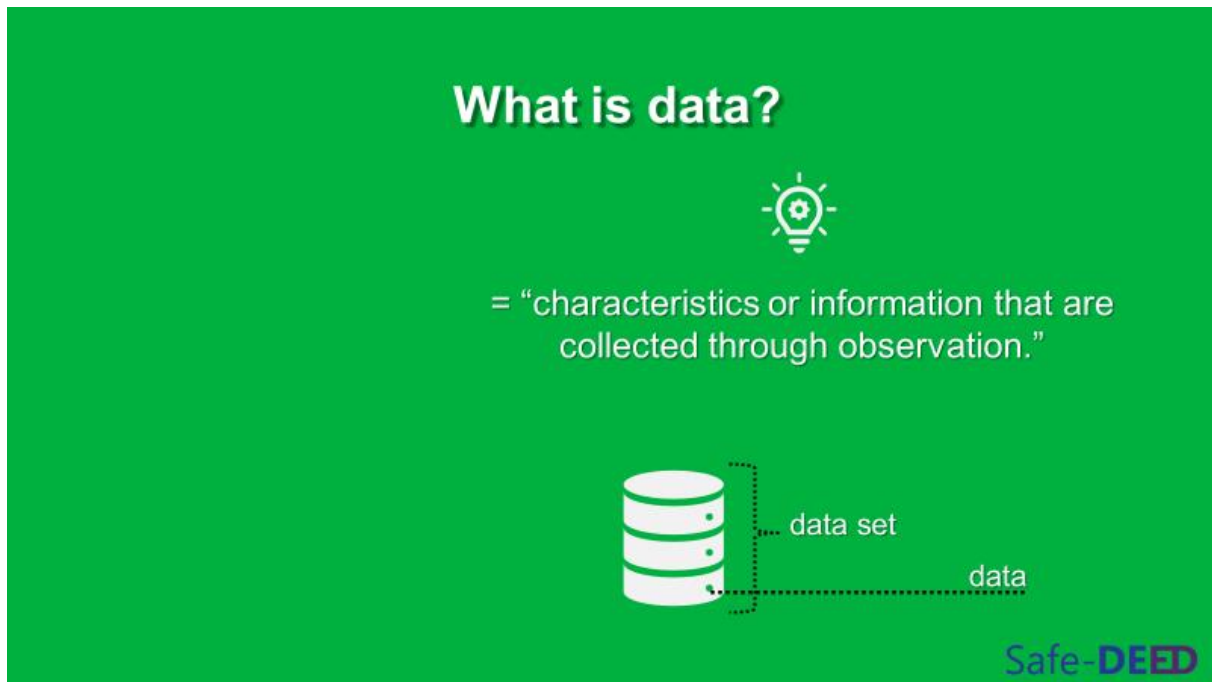 What is data?
= “characteristics or information that are
collected through observation.”
data set
data
Safe-DEED